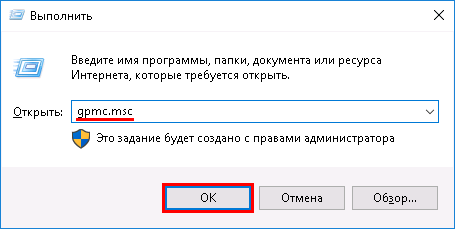 Выполнить
Введите имя программы, папки, документа или ресурса
Интернета, которые требуется открыть.
Открыть:
gpmc.msc
Это задание будет создано с правами администратора
OK
Отмена
Обзор...